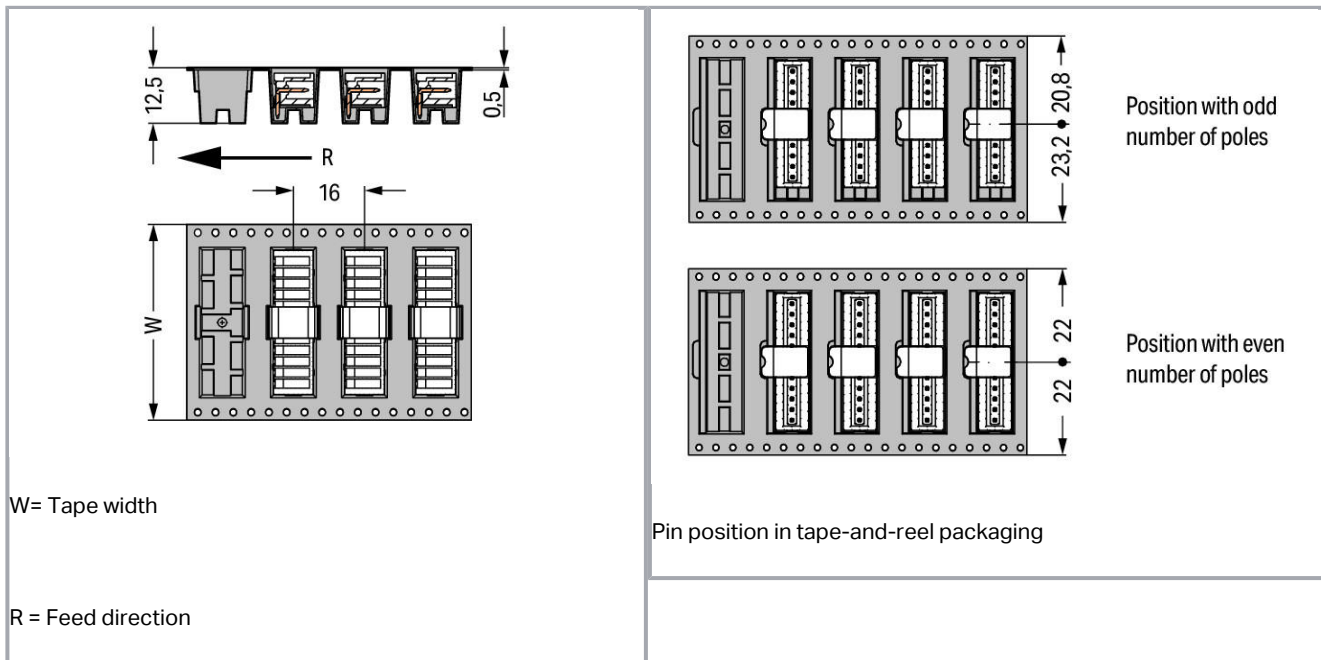 12,5
0,5
R
16
W
W= Tape width
R = Feed direction
20,8
23,2
Position with odd
number of poles
22
22
Position with even
number of poles
Pin position in tape-and-reel packaging